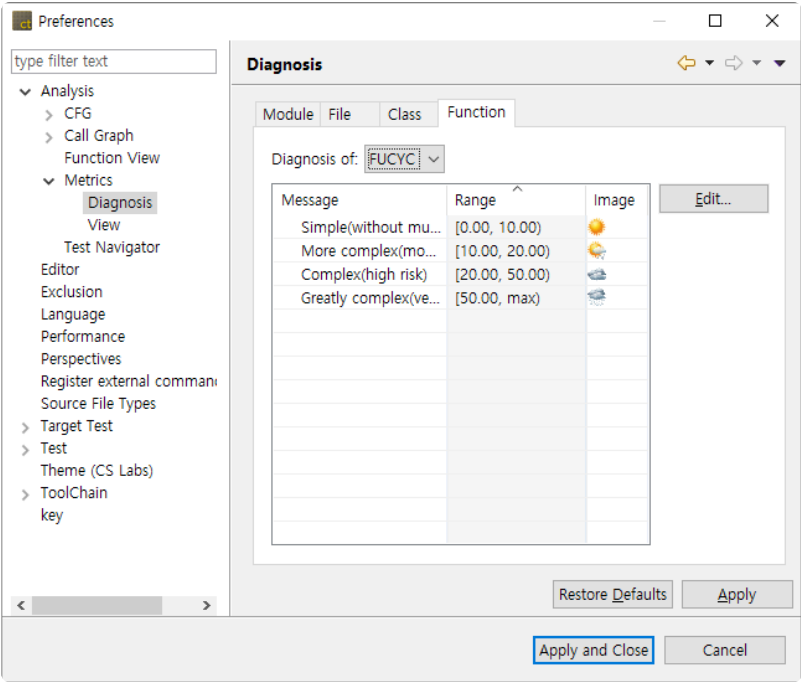 ct Preferences
type filter text
Analysis
CFG
Call Graph
Function View
Metrics
Diagnosis
View
Test Navigator
Editor
Exclusion
Language
Performance
Perspectives
Register external comman
Source File Types
Target Test
Test
Theme (CS Labs)
ToolChain
key
Diagnosis
Module File Class Function
Diagnosis of: FUCYC
Message Range Image
Simple(without mu... [0.00, 10.00)
More complex(mo... [10.00, 20.00)
Complex(high risk) [20.00, 50.00)
Greatly complex(ve... [50.00, max)
Edit...
Restore Defaults Apply
Apply and Close Cancel